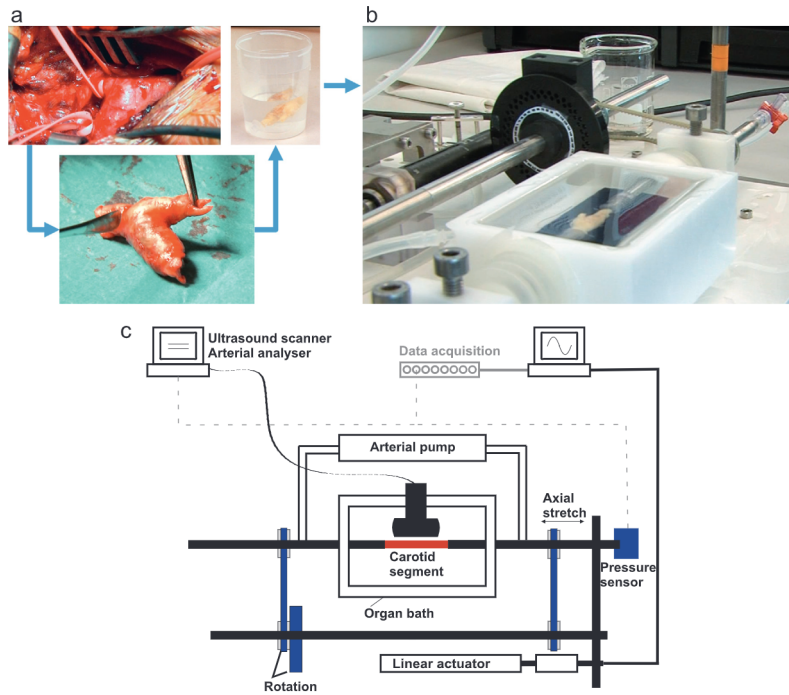 a
b
c
Ultrasound scanner
Arterial analyser
Data acquisition
Arterial pump
Axial
stretch
Carotid
segment
Pressure
sensor
Organ bath
Linear actuator
Rotation